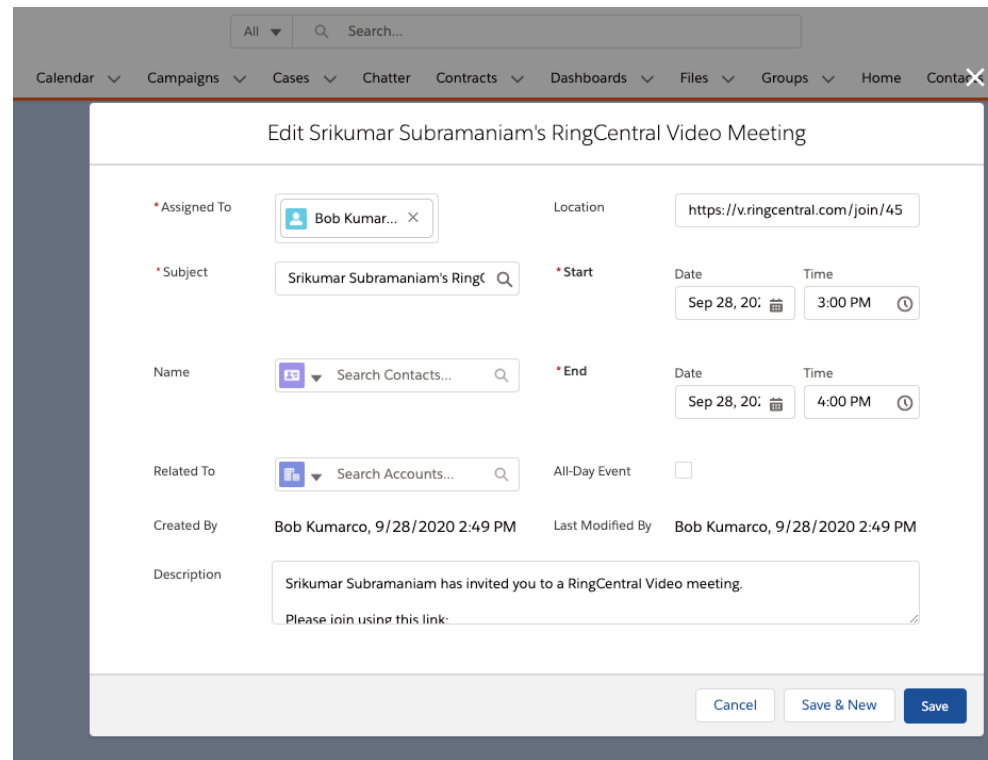 All Search...
Calendar Campaigns Cases Chatter Contracts Dashboards Files Groups Home Contacts
Edit Srikumar Subramaniam's RingCentral Video Meeting
*Assigned To Bob Kumar... Location https://v.ringcentral.com/join/45
*Subject Srikumar Subramaniam's Ring *Start Date Time
Sep 28, 202 3:00 PM
Name Search Contacts... *End Date Time
Sep 28, 202 4:00 PM
Related To Search Accounts... All-Day Event
Created By Bob Kumarco, 9/28/2020 2:49 PM Last Modified By Bob Kumarco, 9/28/2020 2:49 PM
Description Srikumar Subramaniam has invited you to a RingCentral Video meeting.
Please join using this link:
Cancel Save & New Save